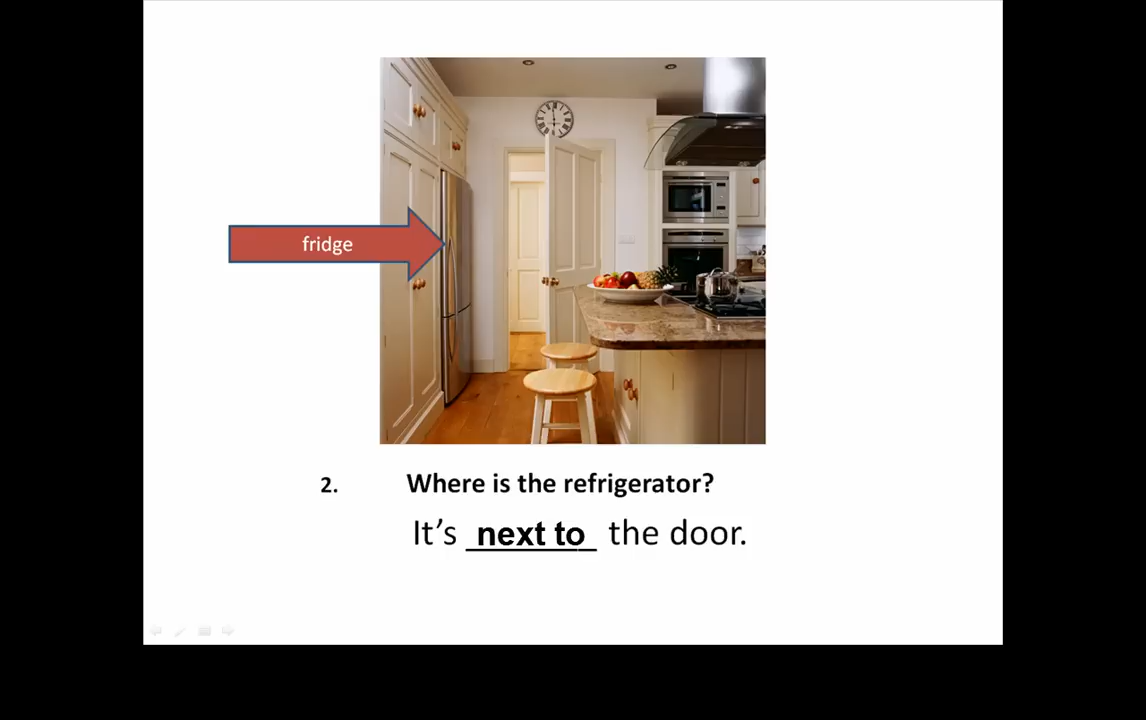 fridge
2. Where is the refrigerator?
It's next to the door.